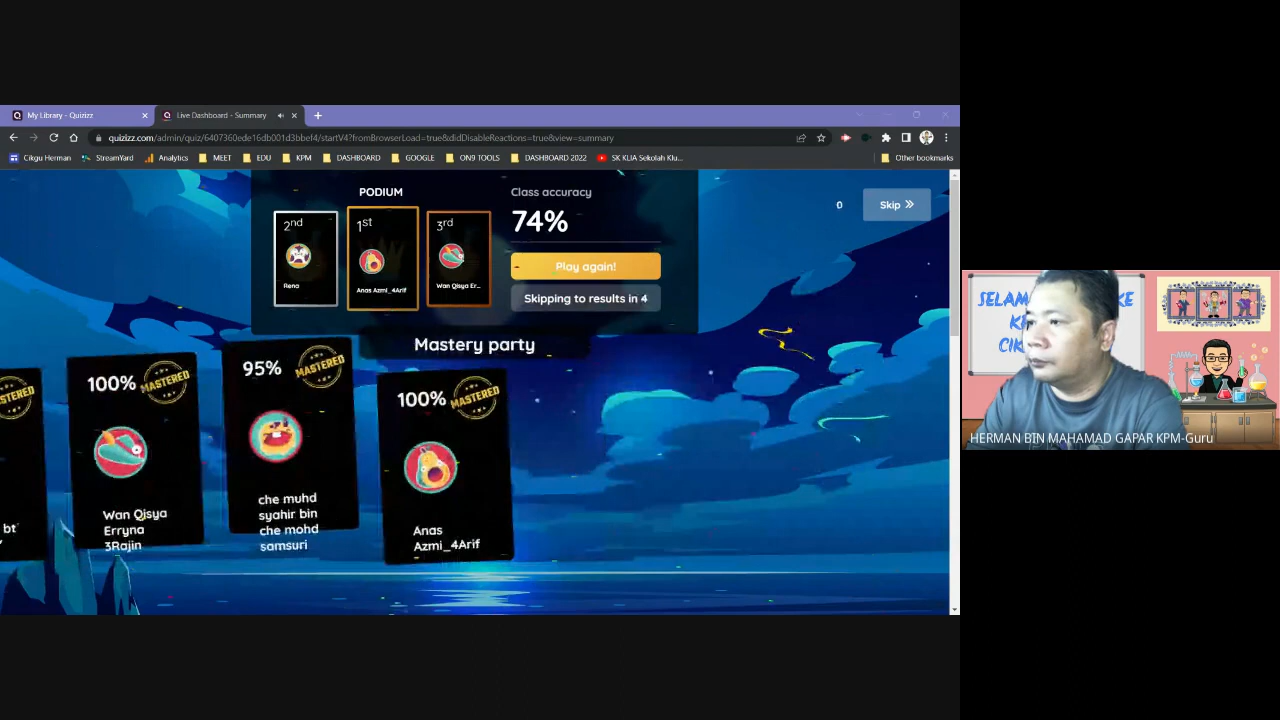 My Library - Quizizz
Live Dashboard - Summary
quizizz.com/admin/quiz/6407360ede16db001d3bbef4/startV4?fromBrowserLoad=true&didDisableReactions=true&view=summary
Cikgu Herman StreamYard Analytics MEET EDU KPM DASHBOARD GOOGLE ON9 TOOLS DASHBOARD 2022 SK KLIA Sekolah Klu... Other bookmarks
PODIUM
2nd
Rena
1st
Anas Azmi_4Arif
3rd
Wan Qisya Er...
Class accuracy
74%
Play again!
Skipping to results in 4
0
Skip
Mastery party
bt
100%
MASTERED
Wan Qisya
Erryna
3Rajin
95%
MASTERED
che muhd
syahir bin
che mohd
samsuri
100%
MASTERED
Anas
Azmi_4Arif
SELAM
KE
CIK
HERMAN BIN MAHAMAD GAPAR KPM-Guru